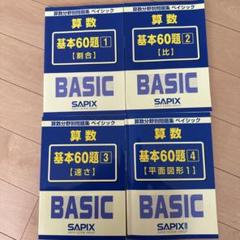 算数分野別問題集 ベイシック
算数
基本60題1
【割合】
BASIC
SAPIX
算数分野別問題集 ベイシック
算数
基本60題2
【比】
BASIC
SAPIX
算数分野別問題集 ベイシック
算数
基本60題3
【速さ】
BASIC
SAPIX
算数分野別問題集 ベイシック
算数
基本60題4
【平面図形1】
BASIC
SAPIX